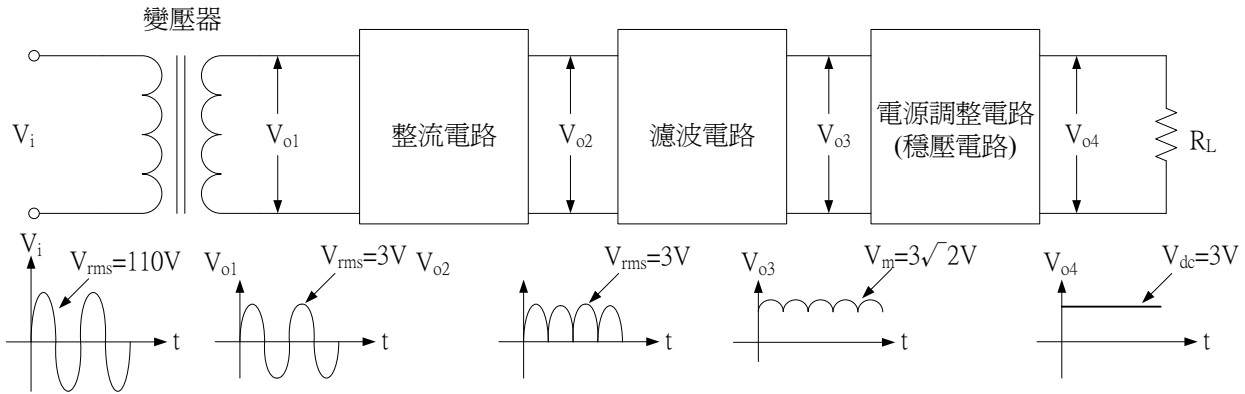 變壓器
Vi
Vo1
整流電路
Vo2
濾波電路
Vo3
電源調整電路
(穩壓電路)
Vo4
RL
Vi
Vrms=110V
t
Vo1
Vrms=3V
t
Vo2
Vrms=3V
t
Vo3
Vm=3√2V
t
Vo4
Vdc=3V
t